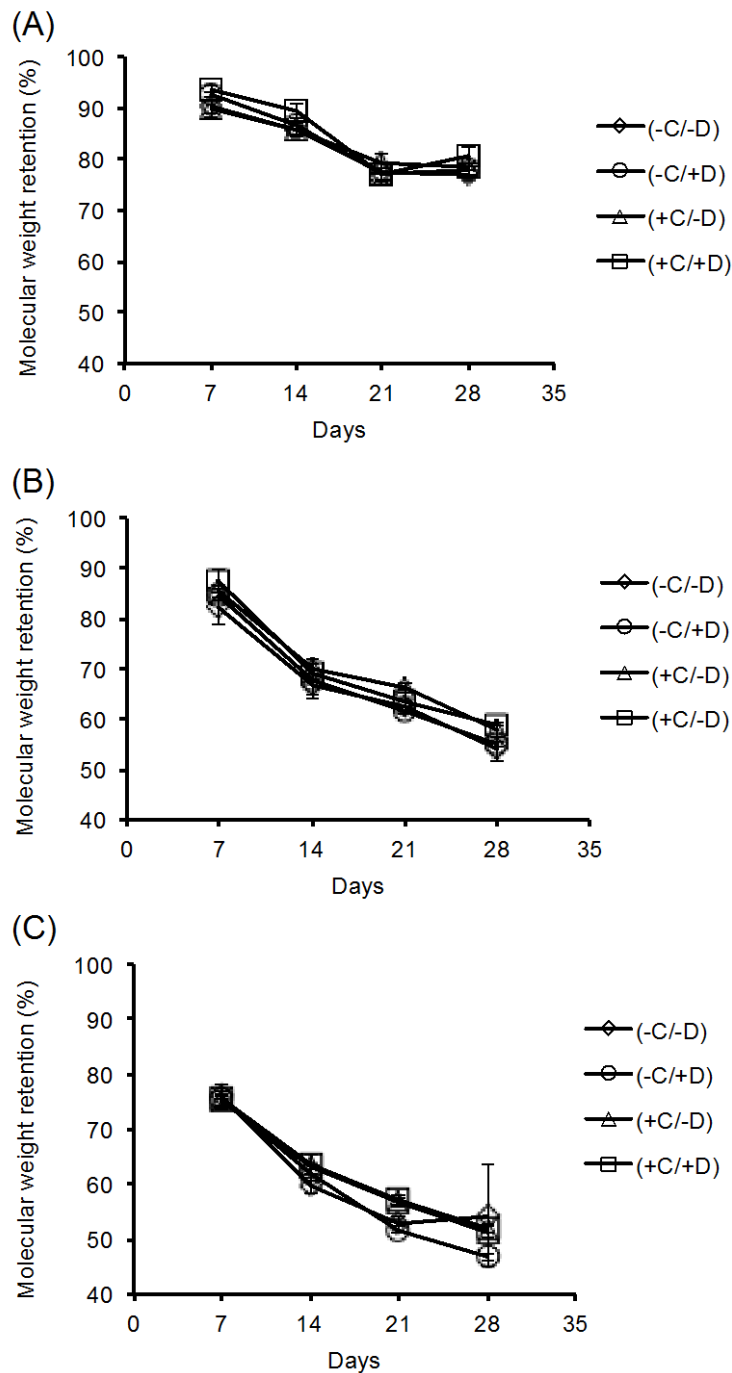 (A)
Molecular weight retention (%)
100
90
80
70
60
50
40
0 7 14 21 28 35
Days
(-C/-D)
(-C/+D)
(+C/-D)
(+C/+D)
(B)
Molecular weight retention (%)
100
90
80
70
60
50
40
0 7 14 21 28 35
Days
(-C/-D)
(-C/+D)
(+C/-D)
(+C/-D)
(C)
Molecular weight retention (%)
100
90
80
70
60
50
40
0 7 14 21 28 35
Days
(-C/-D)
(-C/+D)
(+C/-D)
(+C/+D)